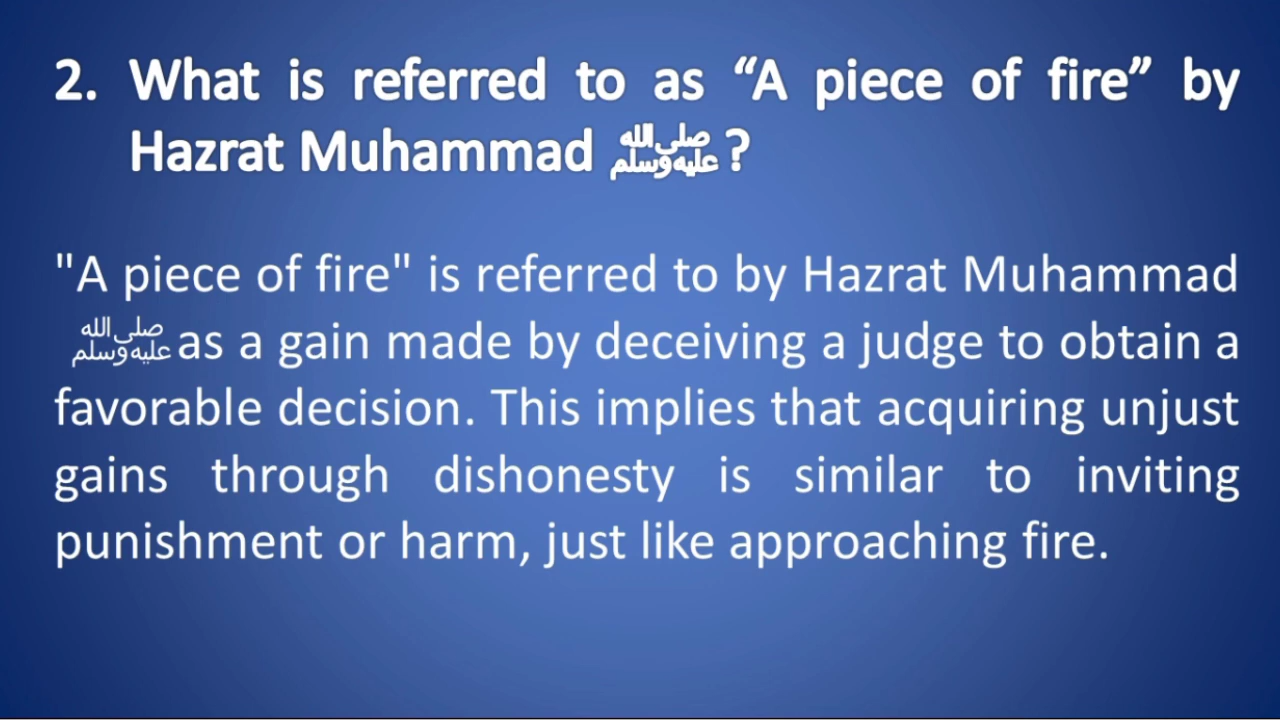 2. What is referred to as “A piece of fire” by
Hazrat Muhammad ﷺ?
"A piece of fire" is referred to by Hazrat Muhammad
ﷺ as a gain made by deceiving a judge to obtain a
favorable decision. This implies that acquiring unjust
gains through dishonesty is similar to inviting
punishment or harm, just like approaching fire.